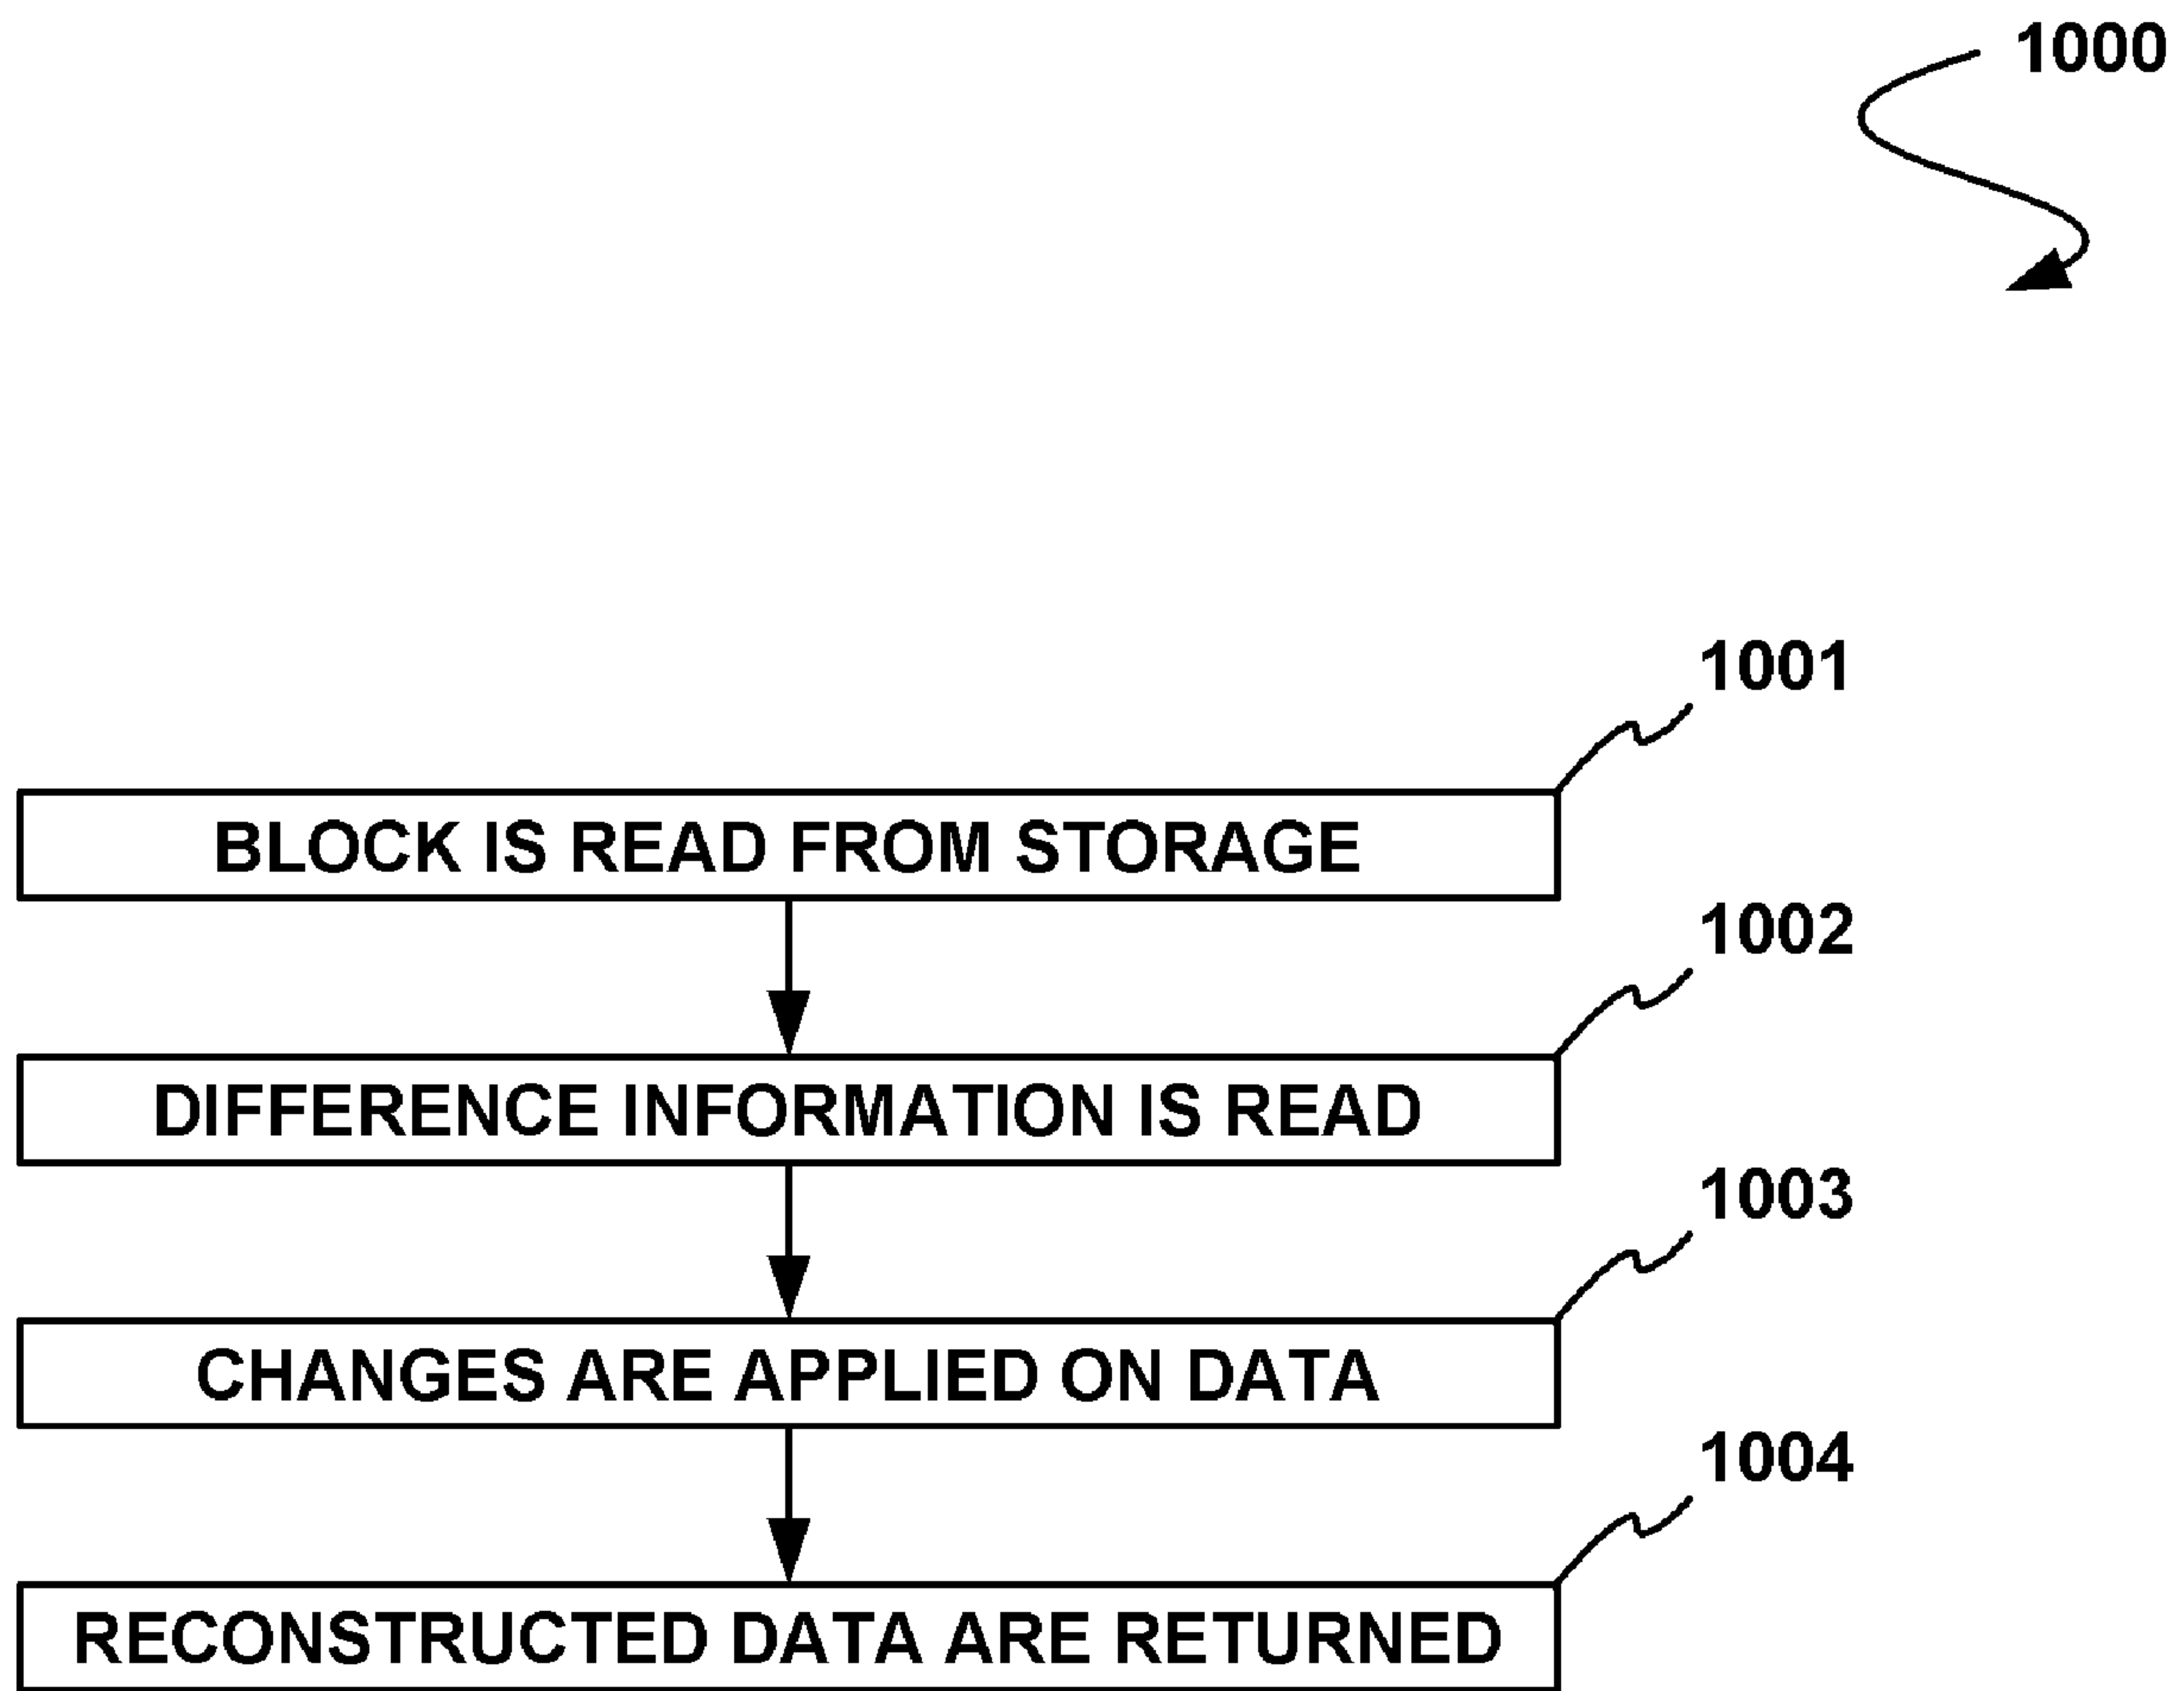 1000
1001
BLOCK IS READ FROM STORAGE
1002
DIFFERENCE INFORMATION IS READ
1003
CHANGES ARE APPLIED ON DATA
1004
RECONSTRUCTED DATA ARE RETURNED